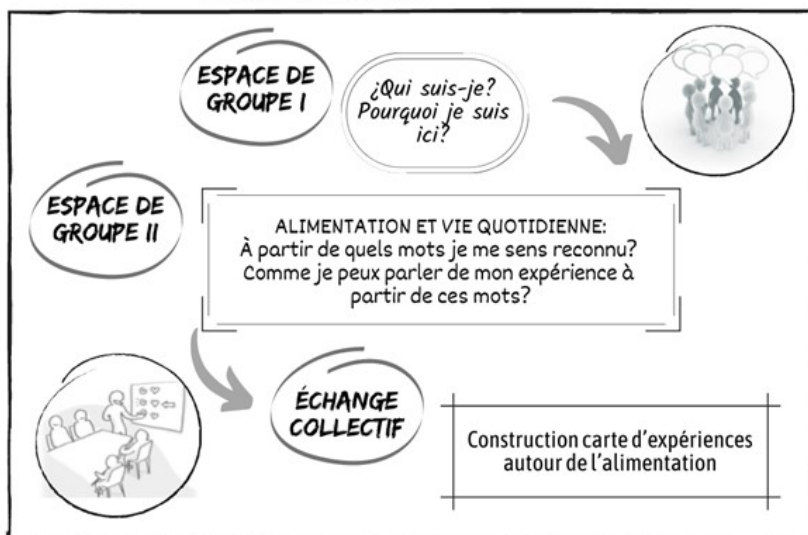 ESPACE DE
GROUPE I
¿Qui suis-je?
Pourquoi je suis
ici?
ESPACE DE
GROUPE II
ALIMENTATION ET VIE QUOTIDIENNE:
À partir de quels mots je me sens reconnu?
Comme je peux parler de mon expérience à
partir de ces mots?
ÉCHANGE
COLLECTIF
Construction carte d'expériences
autour de l'alimentation